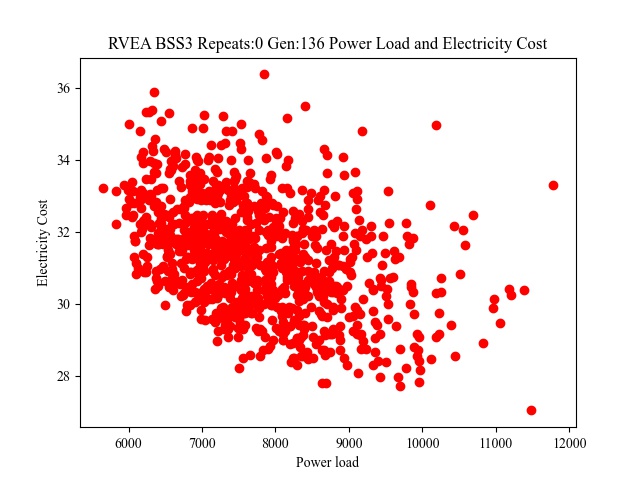 RVEA BSS3 Repeats:0 Gen:136 Power Load and Electricity Cost
36
34
32
30
28
Electricity Cost
6000 7000 8000 9000 10000 11000 12000
Power load